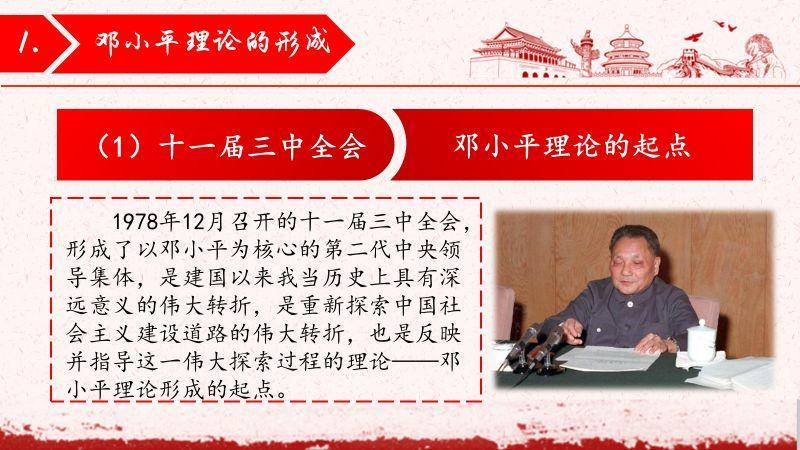 1.
邓小平理论的形成
（1）十一届三中全会
邓小平理论的起点
1978年12月召开的十一届三中全会，
形成了以邓小平为核心的第二代中央领
导集体，是建国以来我当历史上具有深
远意义的伟大转折，是重新探索中国社
会主义建设道路的伟大转折，也是反映
并指导这一伟大探索过程的理论——邓
小平理论形成的起点。